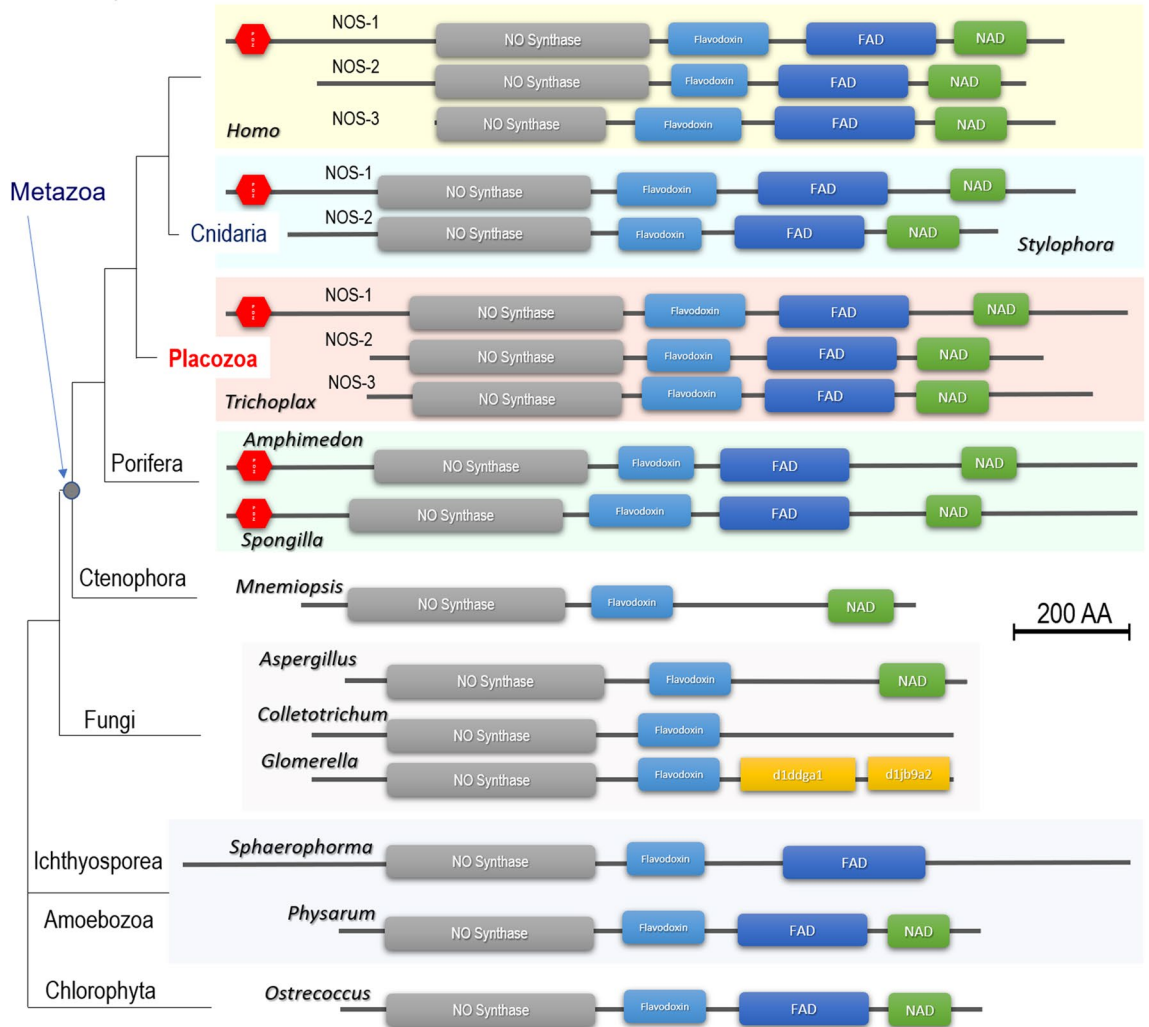 NOS-1
PDZ
NO Synthase Flavodoxin FAD NAD
NOS-2
NO Synthase Flavodoxin FAD NAD
NOS-3
NO Synthase Flavodoxin FAD NAD
Homo
Metazoa
NOS-1
PDZ
NO Synthase Flavodoxin FAD NAD
NOS-2
NO Synthase Flavodoxin FAD NAD
Cnidaria
Stylophora
NOS-1
PDZ
NO Synthase Flavodoxin FAD NAD
NOS-2
NO Synthase Flavodoxin FAD NAD
Placozoa
NOS-3
NO Synthase Flavodoxin FAD NAD
Trichoplax
Amphimedon
Porifera
PDZ
NO Synthase Flavodoxin FAD NAD
PDZ
NO Synthase Flavodoxin FAD NAD
Spongilla
Ctenophora
Mnemiopsis
NO Synthase Flavodoxin NAD
200 AA
Aspergillus
NO Synthase Flavodoxin NAD
Fungi
Colletotrichum
NO Synthase Flavodoxin
Glomerella
NO Synthase Flavodoxin d1ddga1 d1jb9a2
Ichthyosporea
Sphaerophorma
NO Synthase Flavodoxin FAD
Amoebozoa
Physarum
NO Synthase Flavodoxin FAD NAD
Chlorophyta
Ostrecoccus
NO Synthase Flavodoxin FAD NAD